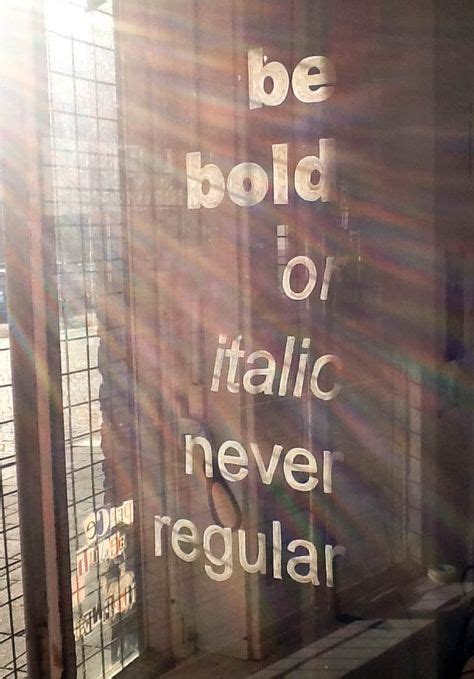 be
bold
or
italic
never
regular